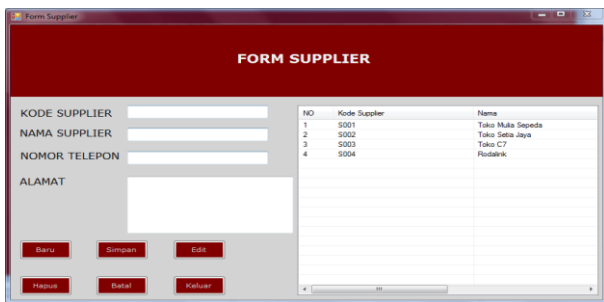 Form Supplier
FORM SUPPLIER
KODE SUPPLIER
NAMA SUPPLIER
NOMOR TELEPON
ALAMAT
Baru Simpan Edit
Hapus Batal Keluar
NO Kode Supplier Nama
1 S001 Toko Mulia Sepeda
2 S002 Toko Setia Jaya
3 S003 Toko C7
4 S004 Rodalink